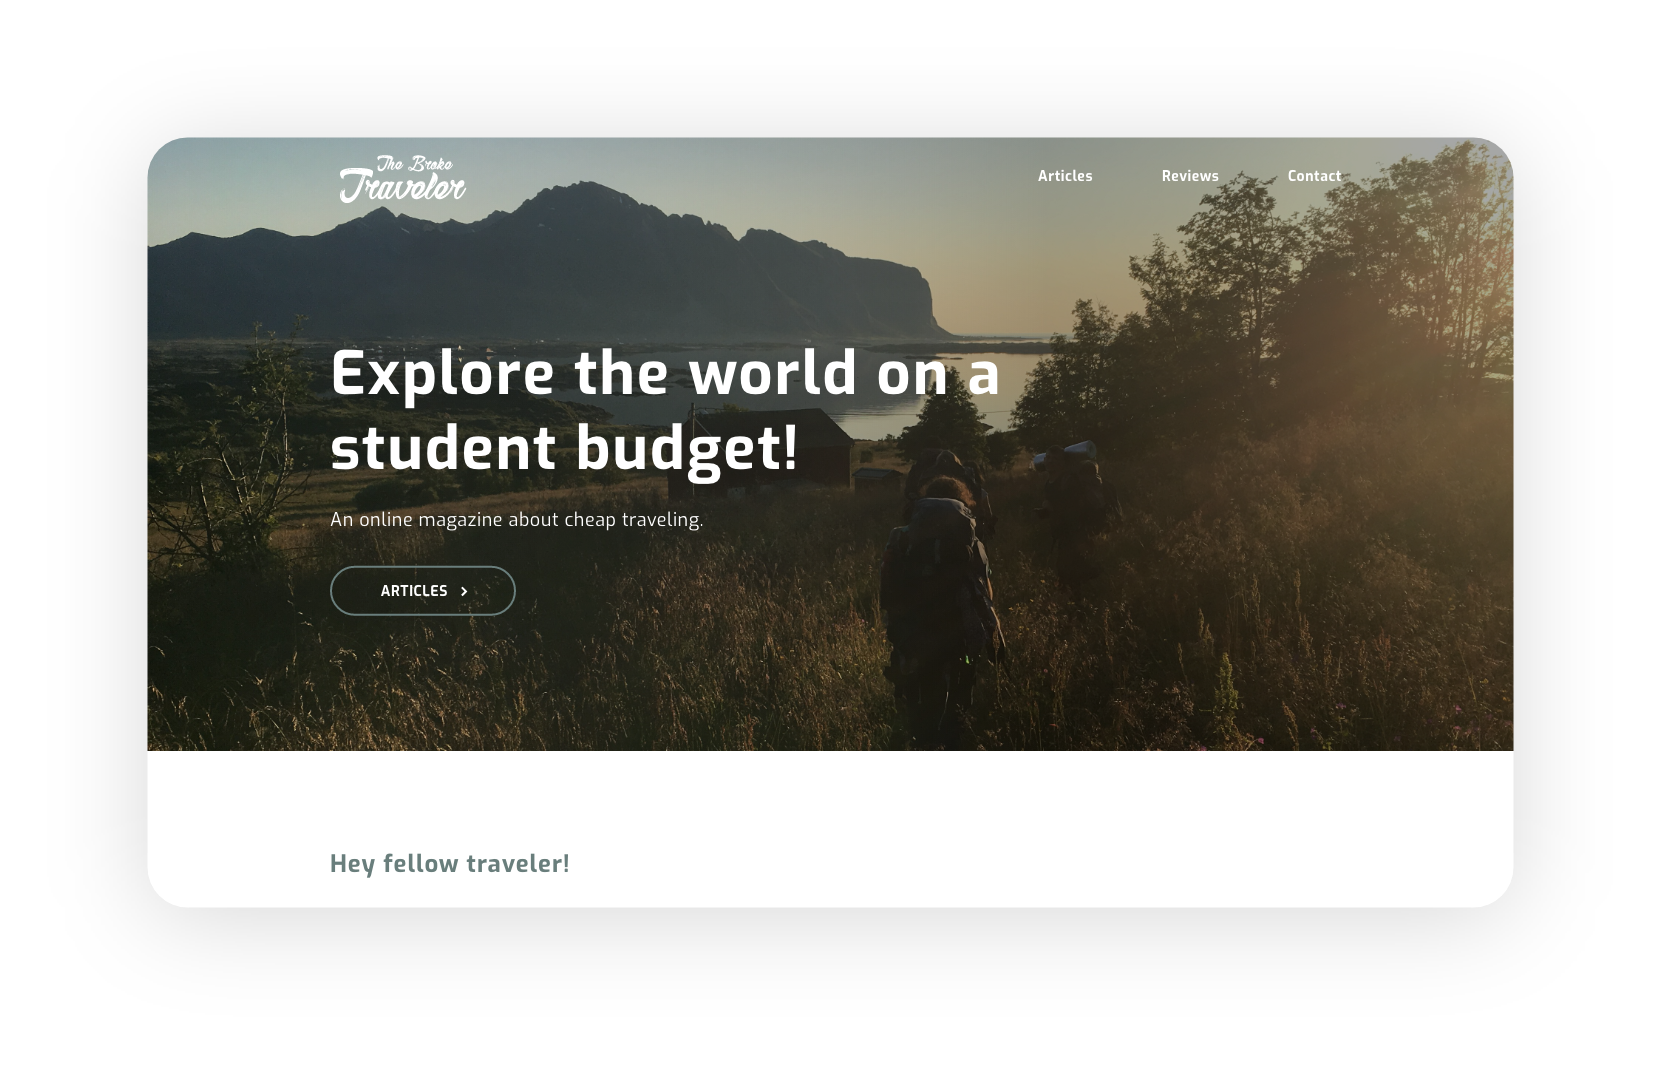 The Broke
Traveler
Articles
Reviews
Contact
Explore the world on a
student budget!
An online magazine about cheap traveling.
ARTICLES
Hey fellow traveler!